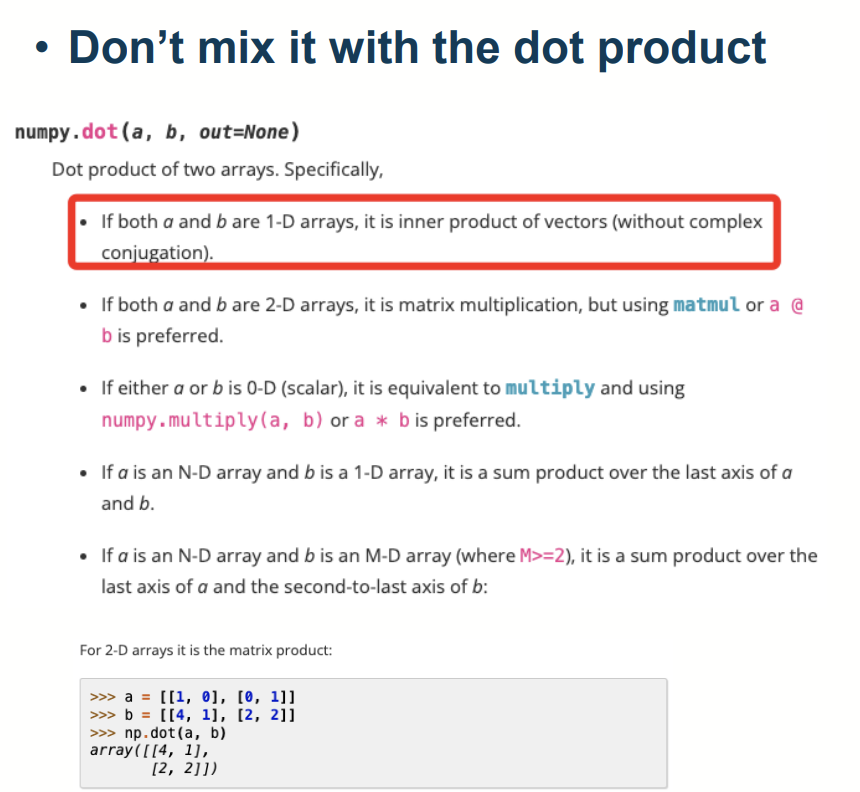 • Don’t mix it with the dot product
numpy.dot(a, b, out=None)
Dot product of two arrays. Specifically,
• If both a and b are 1-D arrays, it is inner product of vectors (without complex
conjugation).
• If both a and b are 2-D arrays, it is matrix multiplication, but using matmul or a @
b is preferred.
• If either a or b is 0-D (scalar), it is equivalent to multiply and using
numpy.multiply(a, b) or a * b is preferred.
• If a is an N-D array and b is a 1-D array, it is a sum product over the last axis of a
and b.
• If a is an N-D array and b is an M-D array (where M>=2), it is a sum product over the
last axis of a and the second-to-last axis of b:
For 2-D arrays it is the matrix product:
>>> a = [[1, 0], [0, 1]]
>>> b = [[4, 1], [2, 2]]
>>> np.dot(a, b)
array([[4, 1],
       [2, 2]])